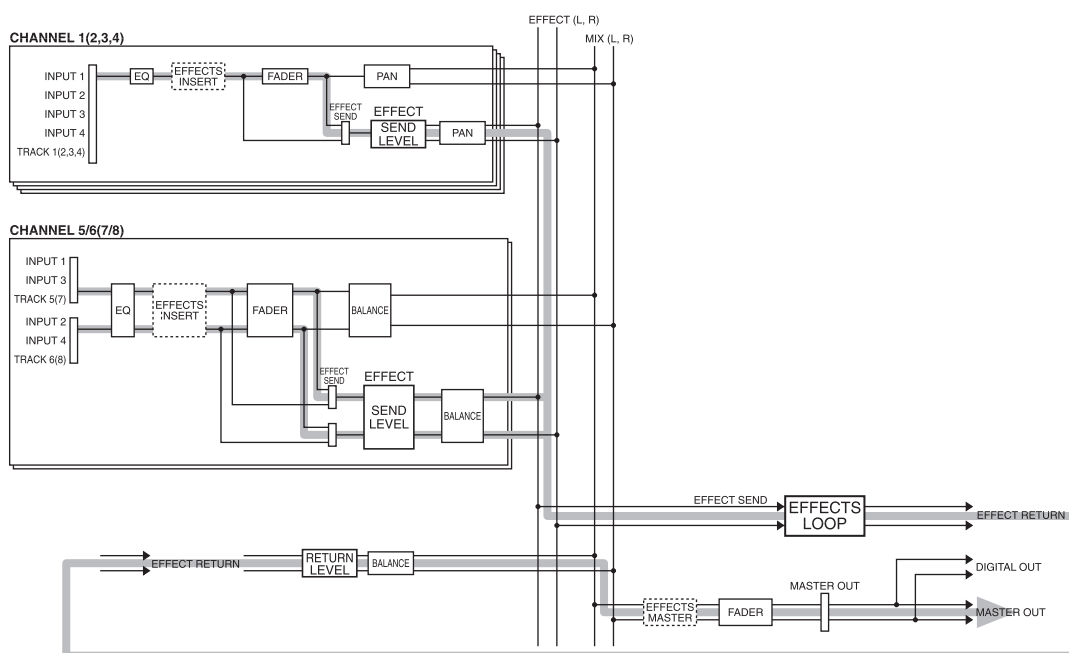 EFFECT (L, R)
MIX (L, R)
CHANNEL 1(2,3,4)
INPUT 1
INPUT 2
INPUT 3
INPUT 4
TRACK 1(2,3,4)
EQ
EFFECTS
INSERT
FADER
PAN
EFFECT
SEND
EFFECT
SEND
LEVEL
PAN
CHANNEL 5/6(7/8)
INPUT 1
INPUT 3
TRACK 5(7)
INPUT 2
INPUT 4
TRACK 6(8)
EQ
EFFECTS
INSERT
FADER
BALANCE
EFFECT
SEND
EFFECT
SEND
LEVEL
BALANCE
EFFECT SEND
EFFECTS
LOOP
EFFECT RETURN
EFFECT RETURN
RETURN
LEVEL
BALANCE
DIGITAL OUT
MASTER OUT
EFFECTS
MASTER
FADER
MASTER OUT